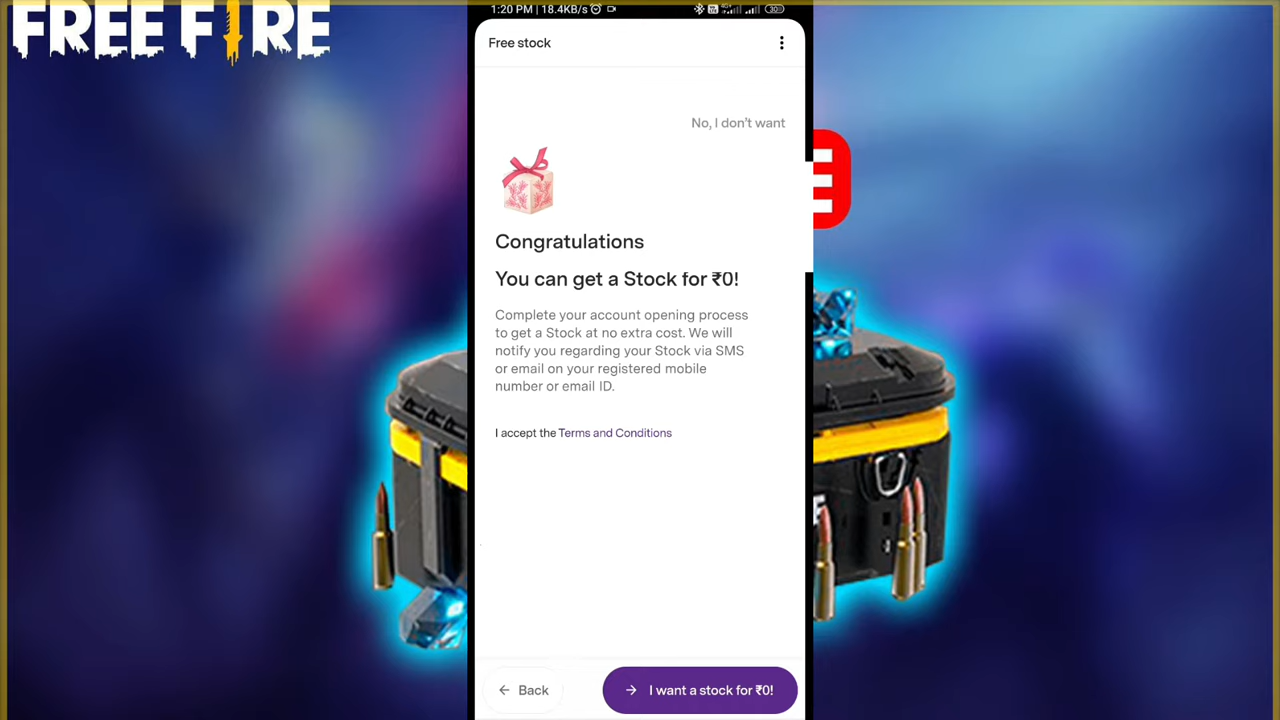 FREE FIRE
1:20 PM | 18.4KB/s
30
Free stock
No, I don't want
Congratulations
You can get a Stock for ₹0!
Complete your account opening process
to get a Stock at no extra cost. We will
notify you regarding your Stock via SMS
or email on your registered mobile
number or email ID.
I accept the Terms and Conditions
Back
I want a stock for ₹0!